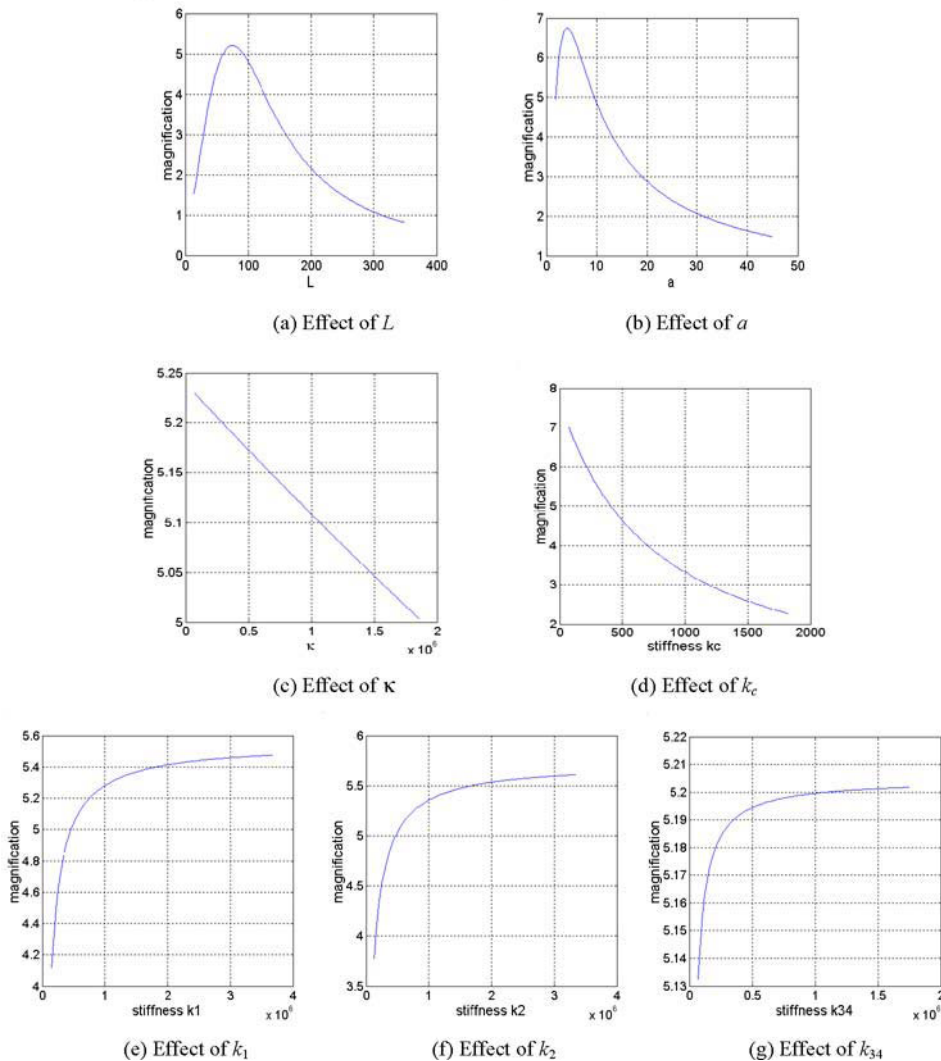 6
5
4
3
2
1
0
magnification
0 100 200 300 400
L
(a) Effect of L
7
6
5
4
3
2
1
magnification
0 10 20 30 40 50
a
(b) Effect of a
5.25
5.2
5.15
5.1
5.05
5
magnification
0 0.5 1 1.5 2
κ
x 10⁶
(c) Effect of κ
8
7
6
5
4
3
2
magnification
0 500 1000 1500 2000
stiffness kc
(d) Effect of kc
5.6
5.4
5.2
5
4.8
4.6
4.4
4.2
4
magnification
0 1 2 3 4
stiffness k1
x 10⁶
(e) Effect of k₁
6
5.5
5
4.5
4
3.5
magnification
0 1 2 3 4
stiffness k2
x 10⁶
(f) Effect of k₂
5.22
5.21
5.2
5.19
5.18
5.17
5.16
5.15
5.14
5.13
magnification
0 0.5 1 1.5 2
stiffness k34
x 10⁶
(g) Effect of k₃₄